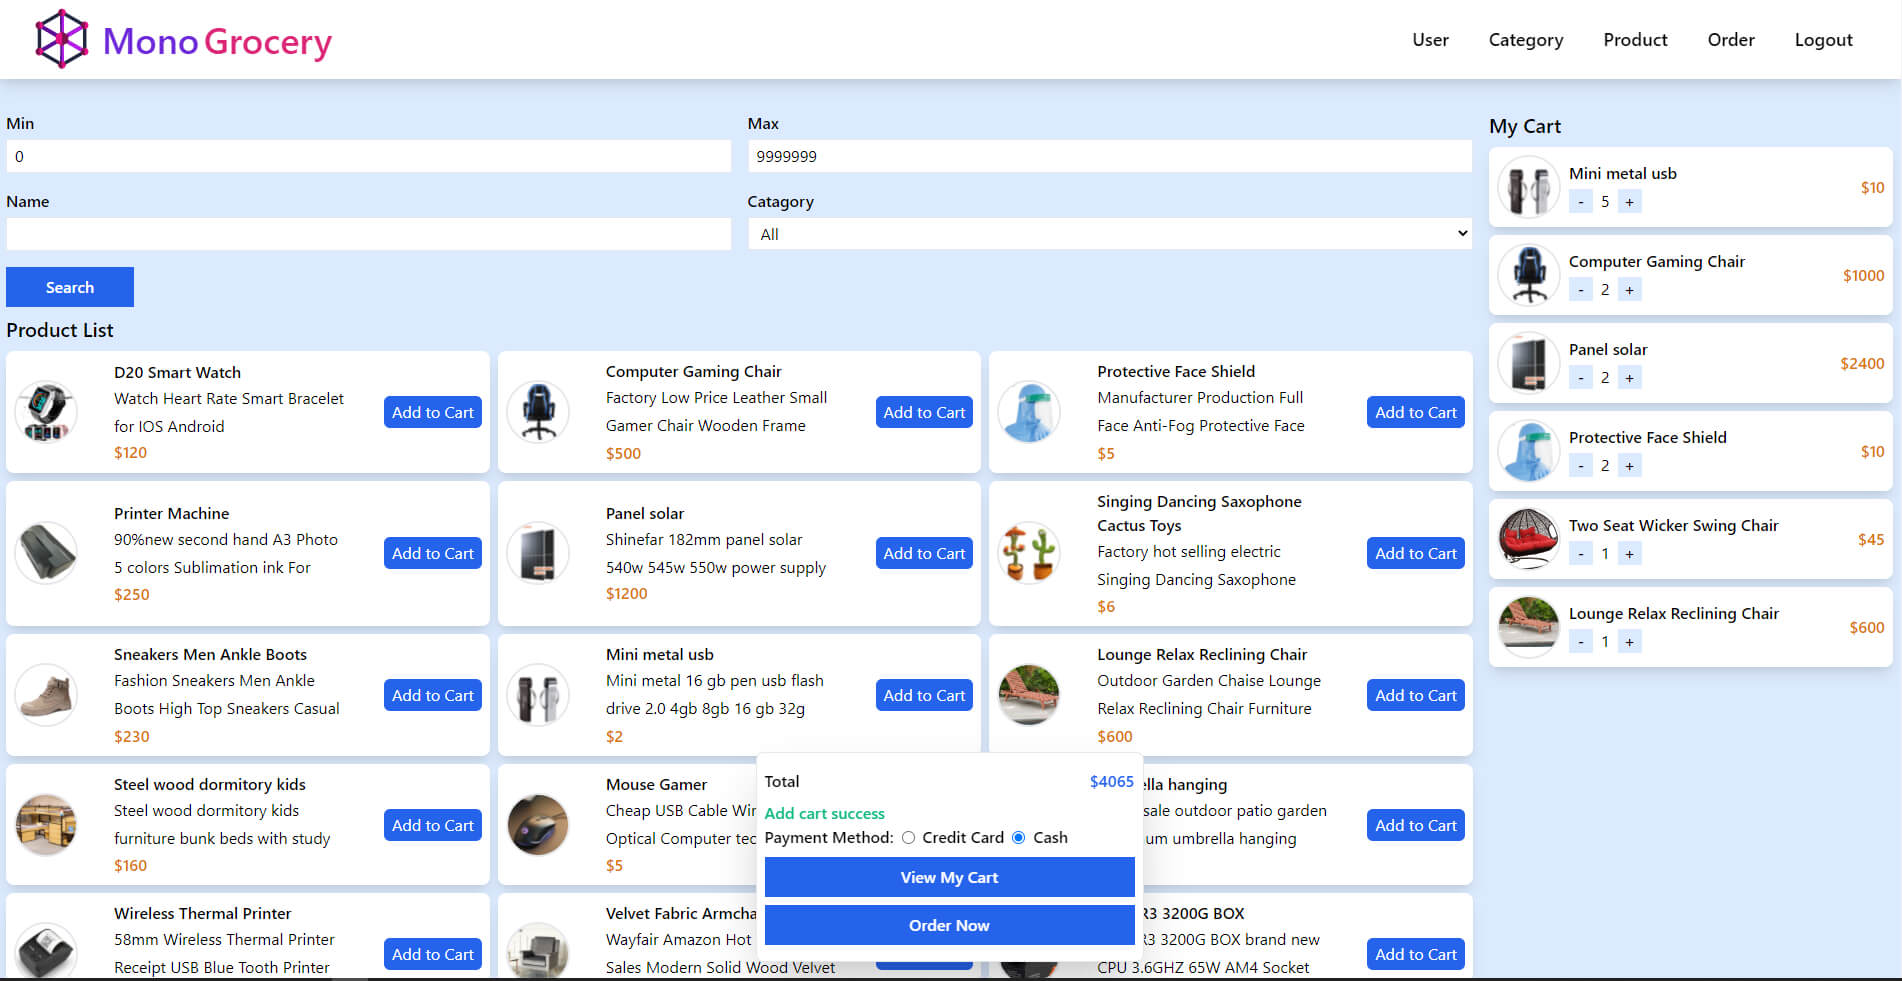 Mono Grocery
User Category Product Order Logout
Min
0
Max
9999999
Name
Catagory
All
Search
Product List
D20 Smart Watch
Watch Heart Rate Smart Bracelet
for IOS Android
$120
Add to Cart
Computer Gaming Chair
Factory Low Price Leather Small
Gamer Chair Wooden Frame
$500
Add to Cart
Protective Face Shield
Manufacturer Production Full
Face Anti-Fog Protective Face
$5
Add to Cart
Printer Machine
90%new second hand A3 Photo
5 colors Sublimation ink For
$250
Add to Cart
Panel solar
Shinefar 182mm panel solar
540w 545w 550w power supply
$1200
Add to Cart
Singing Dancing Saxophone
Cactus Toys
Factory hot selling electric
Singing Dancing Saxophone
$6
Add to Cart
Sneakers Men Ankle Boots
Fashion Sneakers Men Ankle
Boots High Top Sneakers Casual
$230
Add to Cart
Mini metal usb
Mini metal 16 gb pen usb flash
drive 2.0 4gb 8gb 16 gb 32g
$2
Add to Cart
Lounge Relax Reclining Chair
Outdoor Garden Chaise Lounge
Relax Reclining Chair Furniture
$600
Add to Cart
Steel wood dormitory kids
Steel wood dormitory kids
furniture bunk beds with study
$160
Add to Cart
Mouse Gamer
Cheap USB Cable Wir
Optical Computer tec
$5
ella hanging
sale outdoor patio garden
um umbrella hanging
Add to Cart
Wireless Thermal Printer
58mm Wireless Thermal Printer
Receipt USB Blue Tooth Printer
Add to Cart
Velvet Fabric Armcha
Wayfair Amazon Hot
Sales Modern Solid Wood Velvet
R3 3200G BOX
R3 3200G BOX brand new
CPU 3.6GHZ 65W AM4 Socket
Add to Cart
Total $4065
Add cart success
Payment Method: Credit Card Cash
View My Cart
Order Now
My Cart
Mini metal usb
- 5 +
$10
Computer Gaming Chair
- 2 +
$1000
Panel solar
- 2 +
$2400
Protective Face Shield
- 2 +
$10
Two Seat Wicker Swing Chair
- 1 +
$45
Lounge Relax Reclining Chair
- 1 +
$600